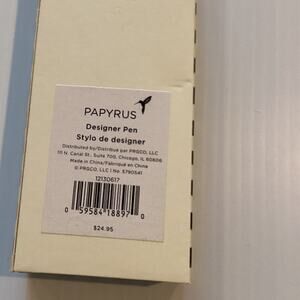 PAPYRUS
Designer Pen
Stylo de designer
Distributed by/Distribué par PRGCO, LLC
111 N. Canal St., Suite 700, Chicago, IL 60606
Made in China/Fabriqué en Chine
© PRGCO, LLC | No. 5790541
12130617
0 59584 18897 0
$24.95